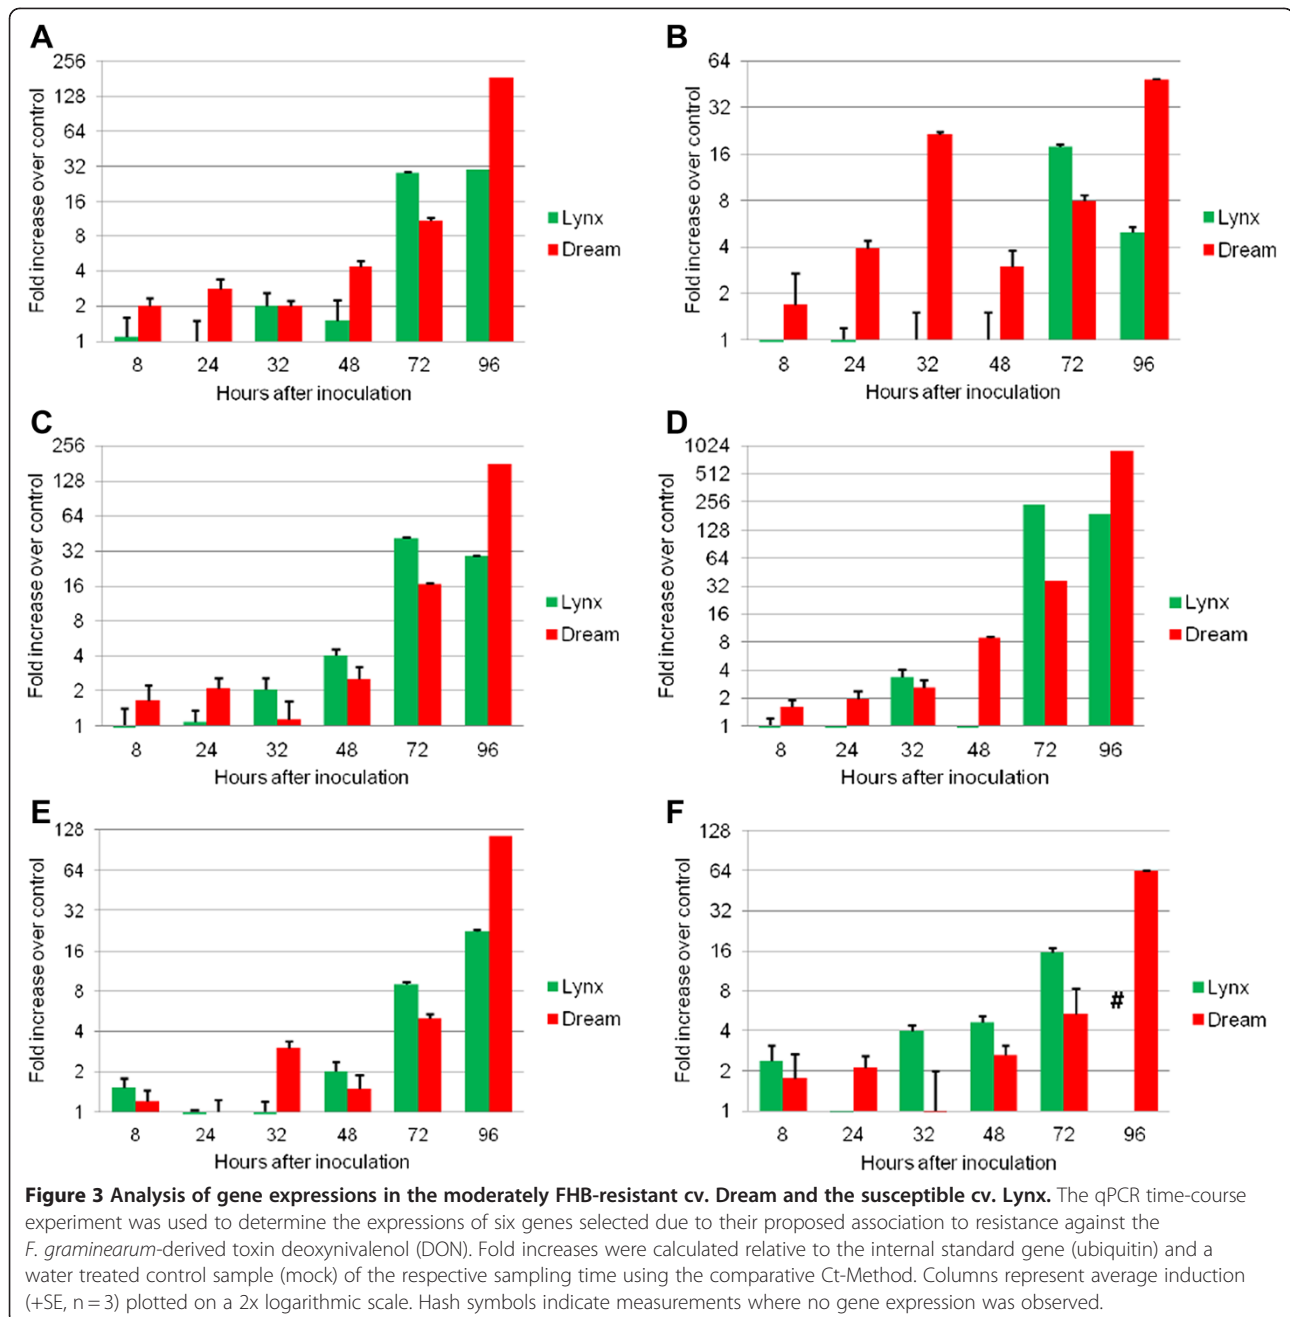 A
256
128
64
32
16
8
4
2
1
Fold increase over control
8 24 32 48 72 96
Hours after inoculation
Lynx
Dream
B
64
32
16
8
4
2
1
Fold increase over control
8 24 32 48 72 96
Hours after inoculation
Lynx
Dream
C
256
128
64
32
16
8
4
2
1
Fold increase over control
8 24 32 48 72 96
Hours after inoculation
Lynx
Dream
D
1024
512
256
128
64
32
16
8
4
2
1
Fold increase over control
8 24 32 48 72 96
Hours after inoculation
Lynx
Dream
E
128
64
32
16
8
4
2
1
Fold increase over control
8 24 32 48 72 96
Hours after inoculation
Lynx
Dream
F
128
64
32
16
8
4
2
1
Fold increase over control
#
8 24 32 48 72 96
Hours after inoculation
Lynx
Dream
Figure 3 Analysis of gene expressions in the moderately FHB-resistant cv. Dream and the susceptible cv. Lynx. The qPCR time-course
experiment was used to determine the expressions of six genes selected due to their proposed association to resistance against the
F. graminearum-derived toxin deoxynivalenol (DON). Fold increases were calculated relative to the internal standard gene (ubiquitin) and a
water treated control sample (mock) of the respective sampling time using the comparative Ct-Method. Columns represent average induction
(+SE, n = 3) plotted on a 2x logarithmic scale. Hash symbols indicate measurements where no gene expression was observed.